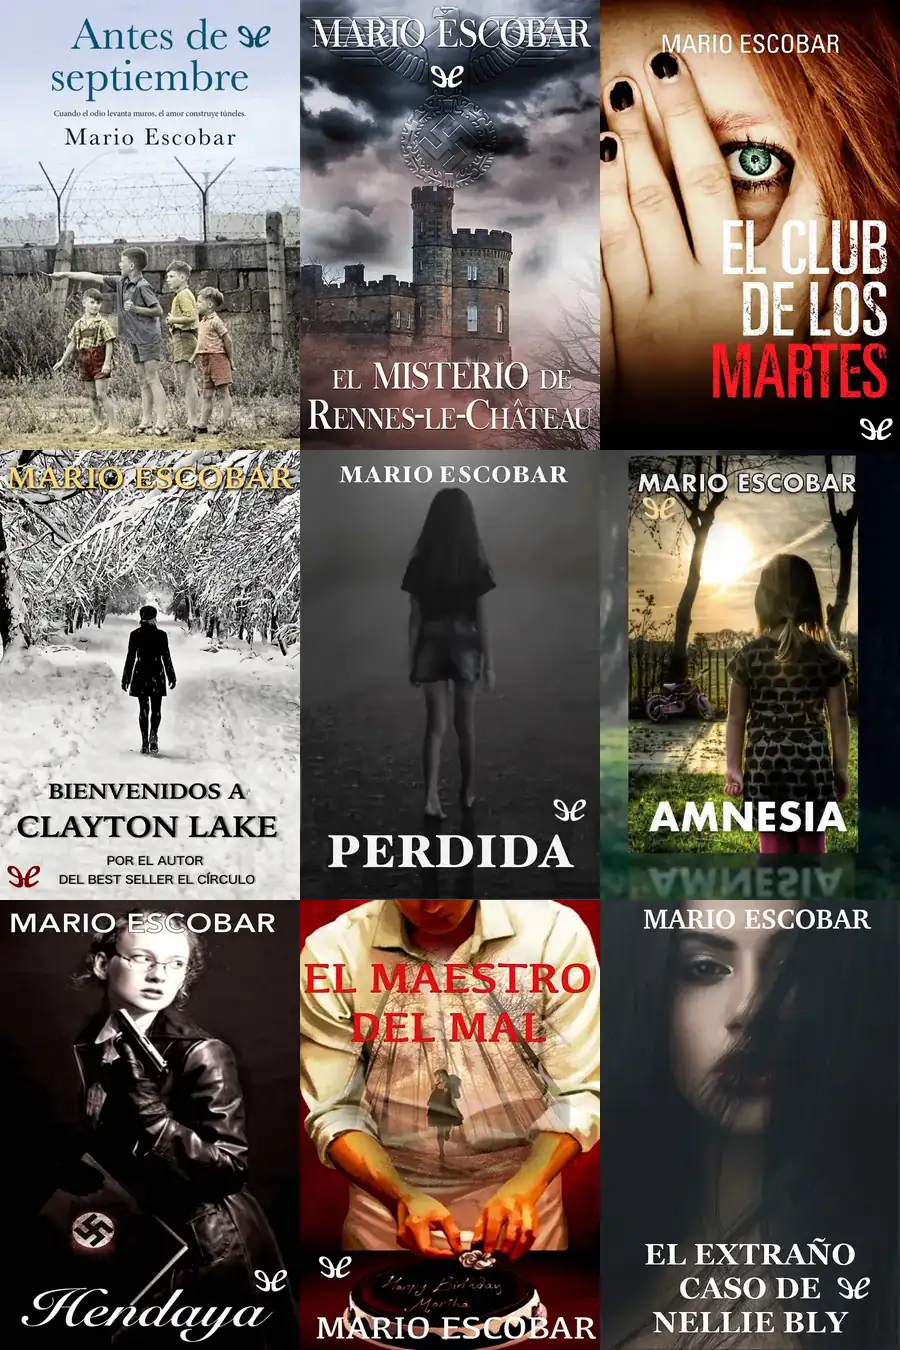 Antes de
septiembre
Cuando el odio levanta muros, el amor construye túneles.
Mario Escobar
MARIO ESCOBAR
EL MISTERIO DE
RENNES-LE-CHÂTEAU
MARIO ESCOBAR
EL CLUB
DE LOS
MARTES
MARIO ESCOBAR
BIENVENIDOS A
CLAYTON LAKE
POR EL AUTOR
DEL BEST SELLER EL CÍRCULO
MARIO ESCOBAR
PERDIDA
MARIO ESCOBAR
AMNESIA
AMNESIA
MARIO ESCOBAR
Hendaya
EL MAESTRO
DEL MAL
Happy Birthday
Martha
MARIO ESCOBAR
MARIO ESCOBAR
EL EXTRAÑO
CASO DE
NELLIE BLY